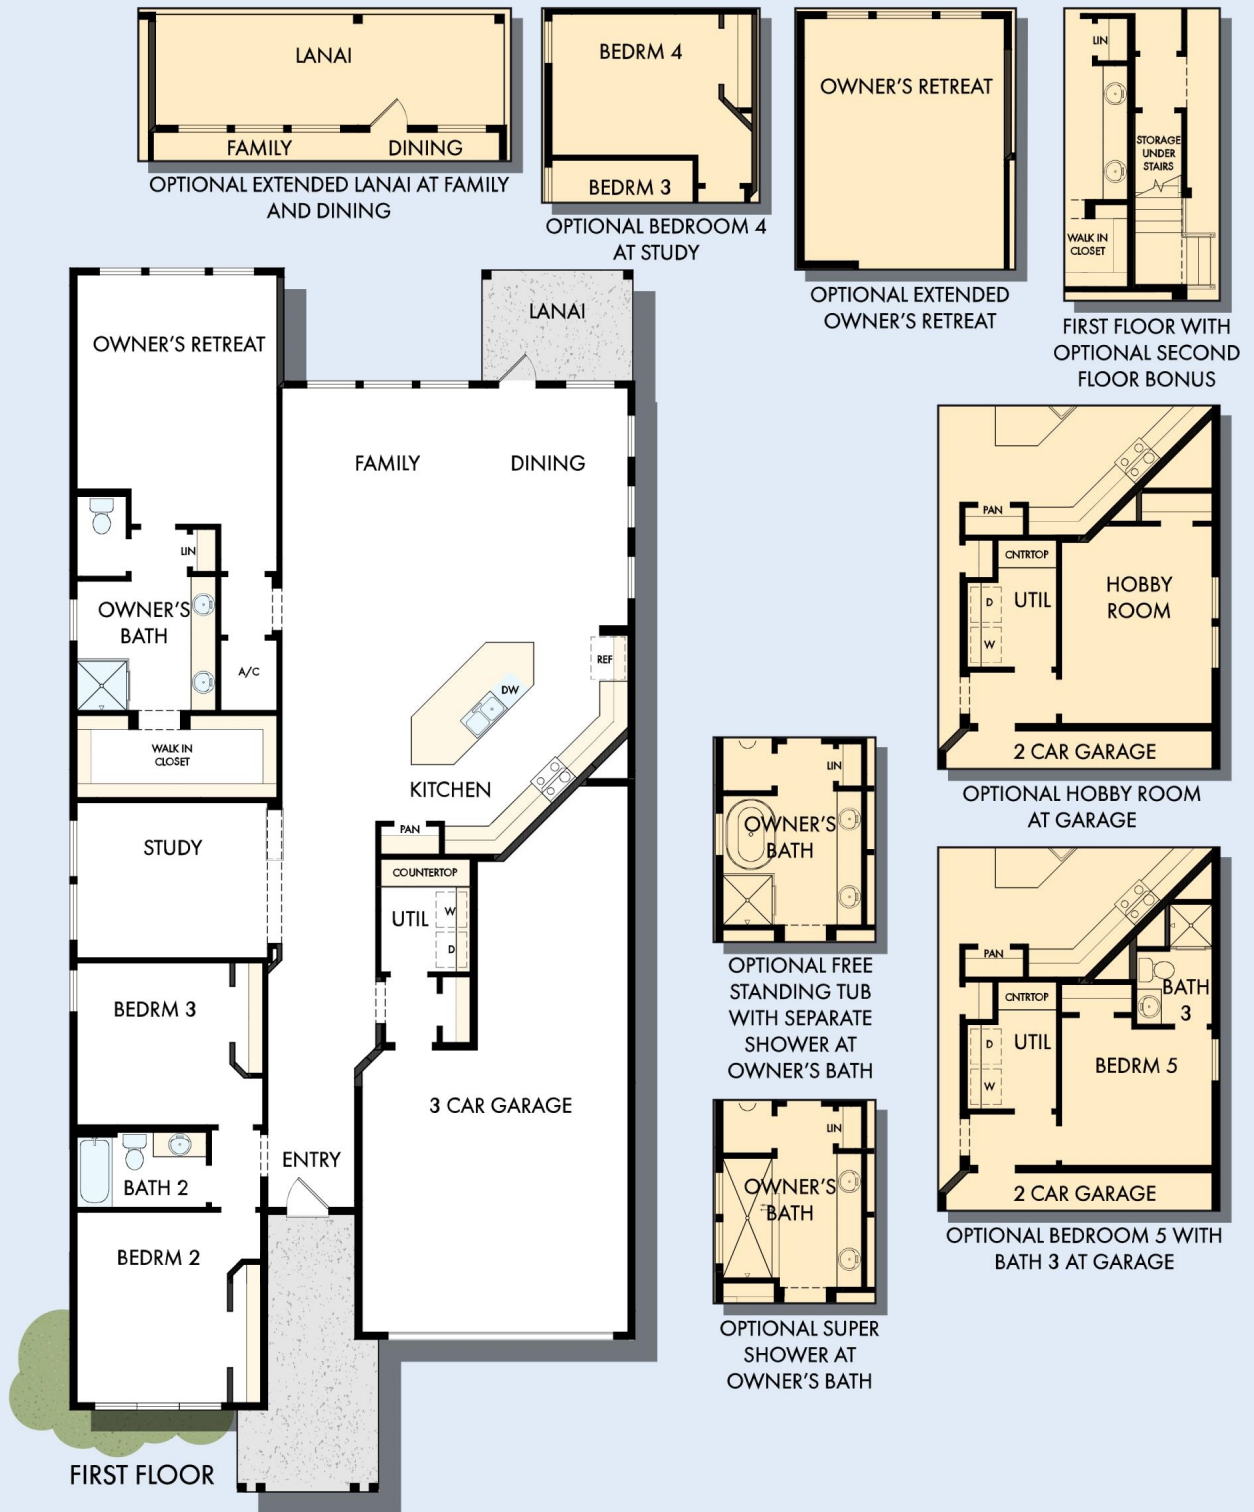 LANAI
FAMILY
DINING
OPTIONAL EXTENDED LANAI AT FAMILY
AND DINING
BEDRM 4
BEDRM 3
OPTIONAL BEDROOM 4
AT STUDY
OWNER'S RETREAT
OPTIONAL EXTENDED
OWNER'S RETREAT
LIN
STORAGE
UNDER
STAIRS
WALK IN
CLOSET
FIRST FLOOR WITH
OPTIONAL SECOND
FLOOR BONUS
OWNER'S RETREAT
LANAI
FAMILY
DINING
LIN
OWNER'S
BATH
A/C
REF
DW
WALK IN
CLOSET
KITCHEN
PAN
STUDY
COUNTERTOP
UTIL
W
D
BEDRM 3
3 CAR GARAGE
ENTRY
BATH 2
BEDRM 2
FIRST FLOOR
PAN
CNTRTOP
D
UTIL
W
HOBBY
ROOM
2 CAR GARAGE
OPTIONAL HOBBY ROOM
AT GARAGE
LIN
OWNER'S
BATH
OPTIONAL FREE
STANDING TUB
WITH SEPARATE
SHOWER AT
OWNER'S BATH
PAN
CNTRTOP
D
UTIL
W
BATH
3
BEDRM 5
2 CAR GARAGE
OPTIONAL BEDROOM 5 WITH
BATH 3 AT GARAGE
LIN
OWNER'S
BATH
OPTIONAL SUPER
SHOWER AT
OWNER'S BATH